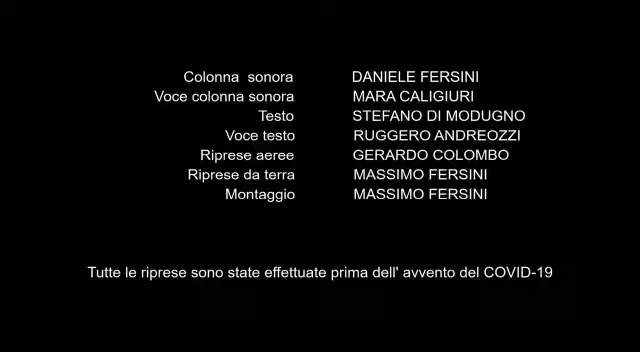 Colonna sonora DANIELE FERSINI
Voce colonna sonora MARA CALIGIURI
Testo STEFANO DI MODUGNO
Voce testo RUGGERO ANDREOZZI
Riprese aeree GERARDO COLOMBO
Riprese da terra MASSIMO FERSINI
Montaggio MASSIMO FERSINI
Tutte le riprese sono state effettuate prima dell' avvento del COVID-19